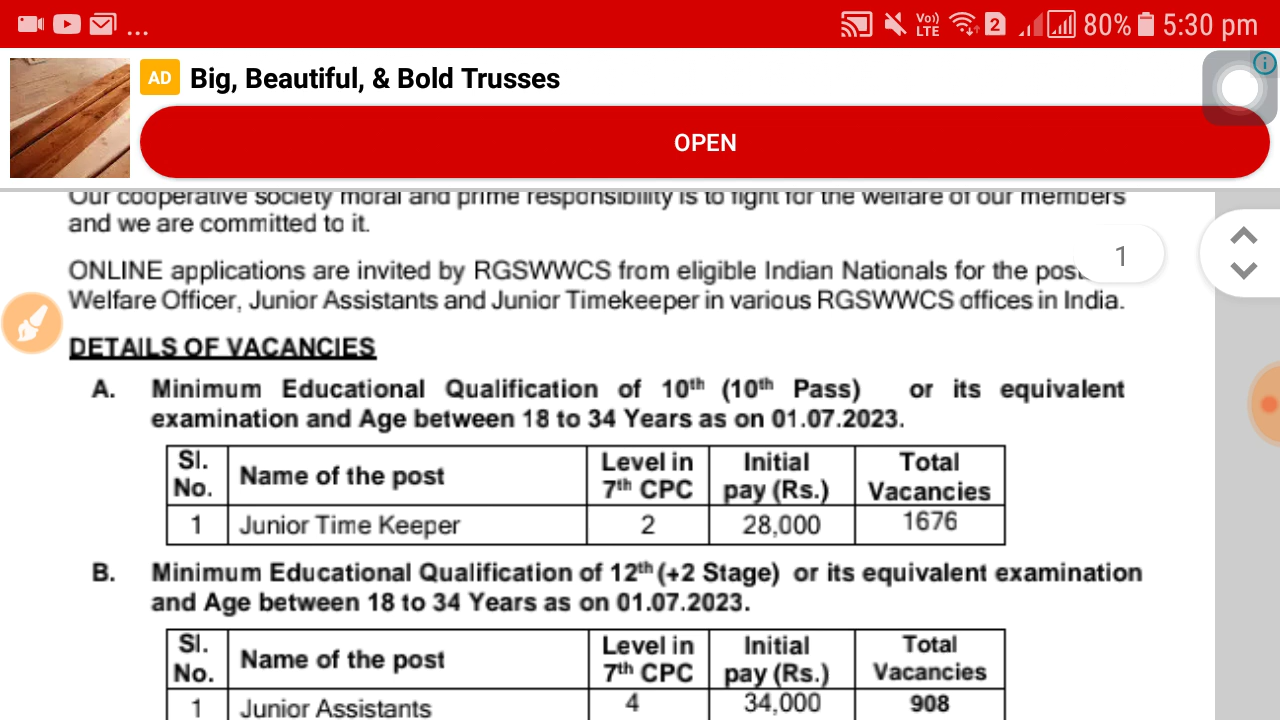 ... Vo)) LTE 2 80% 5:30 pm
AD Big, Beautiful, & Bold Trusses
OPEN
Our cooperative society moral and prime responsibility is to fight for the welfare of our members
and we are committed to it.
1
ONLINE applications are invited by RGSWWCS from eligible Indian Nationals for the
Welfare Officer, Junior Assistants and Junior Timekeeper in various RGSWWCS offices in India.
DETAILS OF VACANCIES
A. Minimum Educational Qualification of 10th (10th Pass) or its equivalent
examination and Age between 18 to 34 Years as on 01.07.2023.
Sl. No. Name of the post Level in 7th CPC Initial pay (Rs.) Total Vacancies
1 Junior Time Keeper 2 28,000 1676
B. Minimum Educational Qualification of 12th (+2 Stage) or its equivalent examination
and Age between 18 to 34 Years as on 01.07.2023.
Sl. No. Name of the post Level in 7th CPC Initial pay (Rs.) Total Vacancies
1 Junior Assistants 4 34,000 908